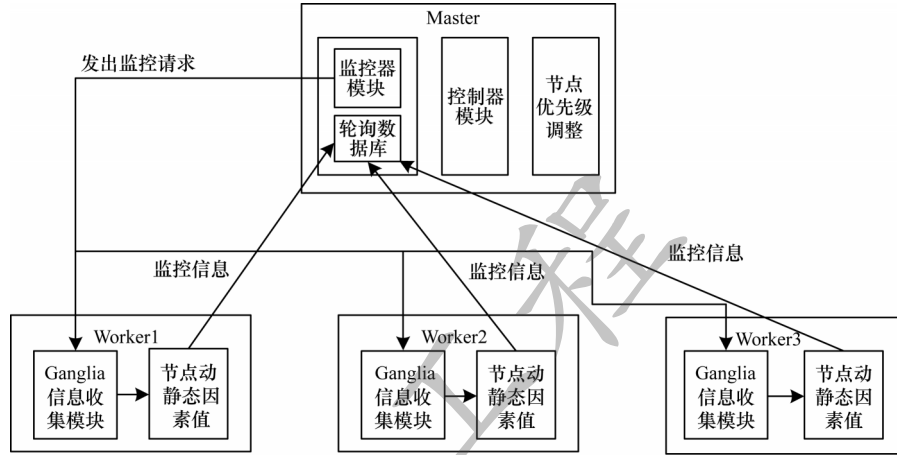 Master
发出监控请求
监控器
模块
轮询数
据库
控制器
模块
节点
优先级
调整
监控信息
监控信息
监控信息
Worker1
Ganglia
信息收
集模块
节点动
静态因
素值
Worker2
Ganglia
信息收
集模块
节点动
静态因
素值
Worker3
Ganglia
信息收
集模块
节点动
静态因
素值
工程